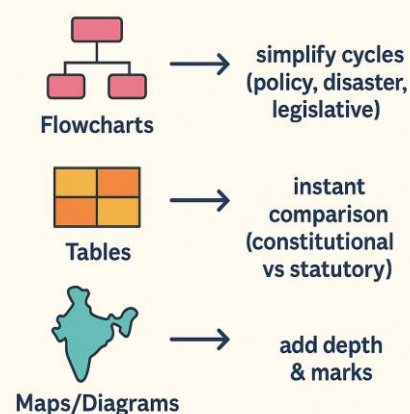 Flowcharts
simplify cycles
(policy, disaster,
legislative)
Tables
instant
comparison
(constitutional
vs statutory)
Maps/Diagrams
add depth
& marks